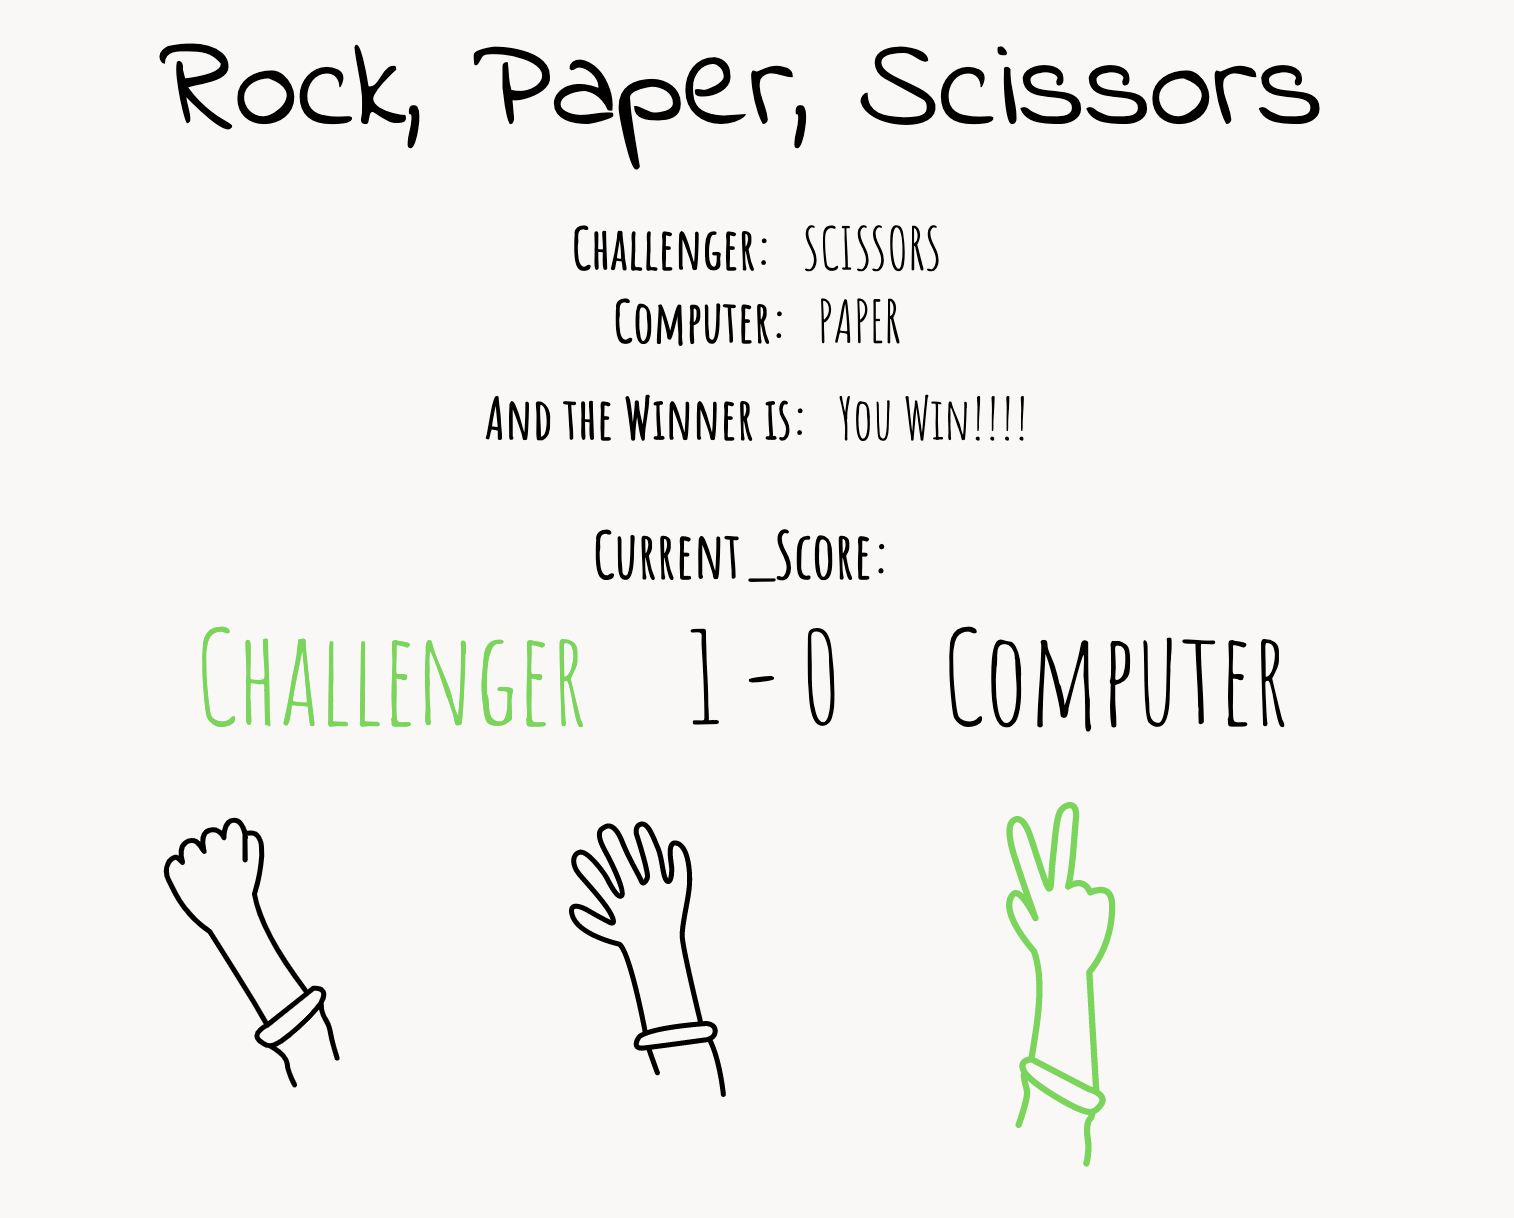 Rock, Paper, Scissors
Challenger: SCISSORS
Computer: PAPER
And the Winner is: You Win!!!!
Current_Score:
Challenger 1 - 0 Computer